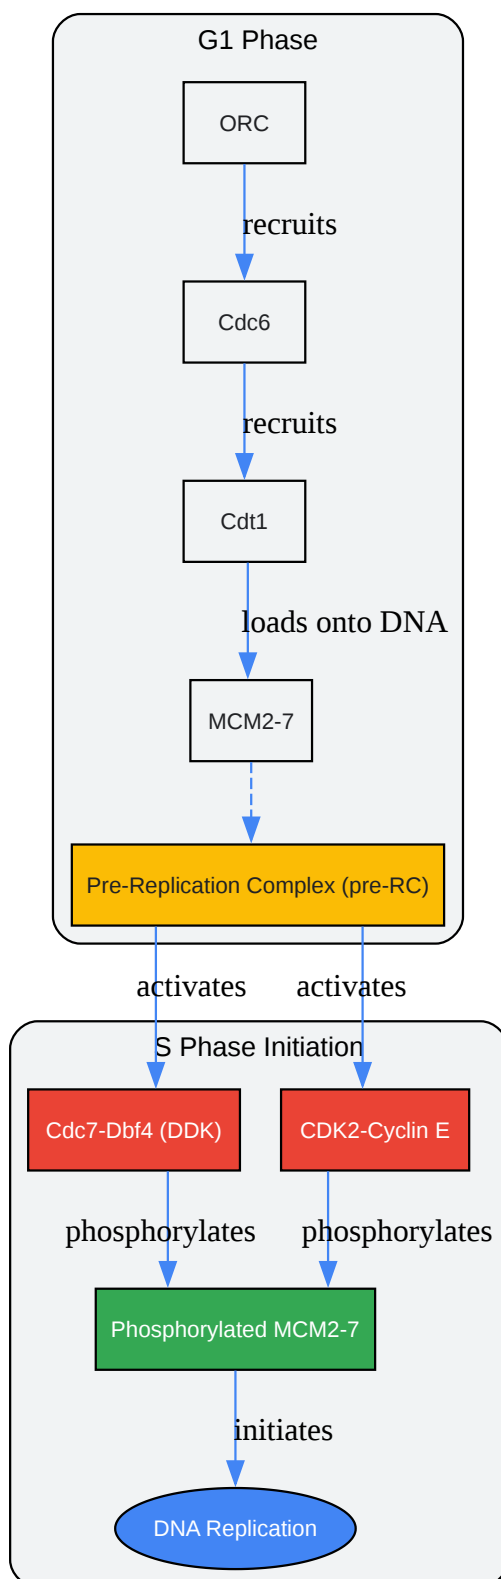 G1 Phase
ORC
recruits
Cdc6
recruits
Cdt1
loads onto DNA
MCM2-7
Pre-Replication Complex (pre-RC)
activates activates
S Phase Initiation
Cdc7-Dbf4 (DDK) CDK2-Cyclin E
phosphorylates phosphorylates
Phosphorylated MCM2-7
initiates
DNA Replication